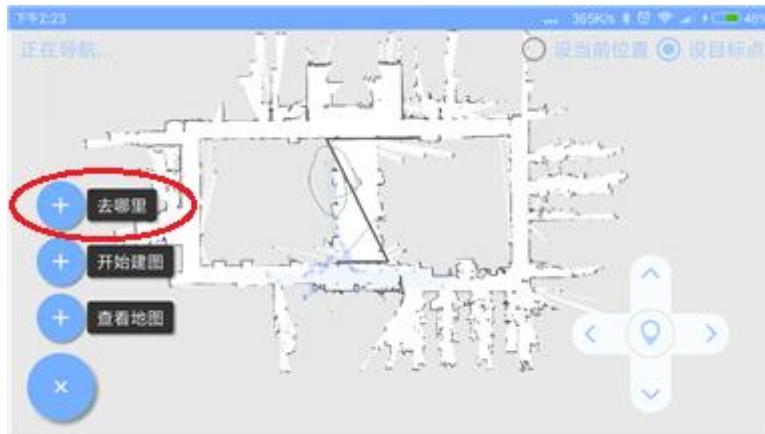 下午2:23
... 365K/s 46%
正在导航...
设当前位置 设目标点
去哪里
开始建图
查看地图